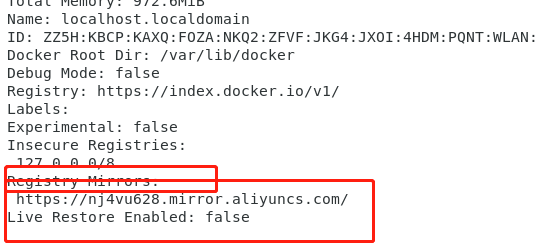 Total Memory: 972.6MiB
Name: localhost.localdomain
ID: ZZ5H:KBCP:KAXQ:FOZA:NKQ2:ZFVF:JKG4:JXOI:4HDM:PQNT:WLAN:
Docker Root Dir: /var/lib/docker
Debug Mode: false
Registry: https://index.docker.io/v1/
Labels:
Experimental: false
Insecure Registries:
127.0.0.0/8
Registry Mirrors:
https://nj4vu628.mirror.aliyuncs.com/
Live Restore Enabled: false